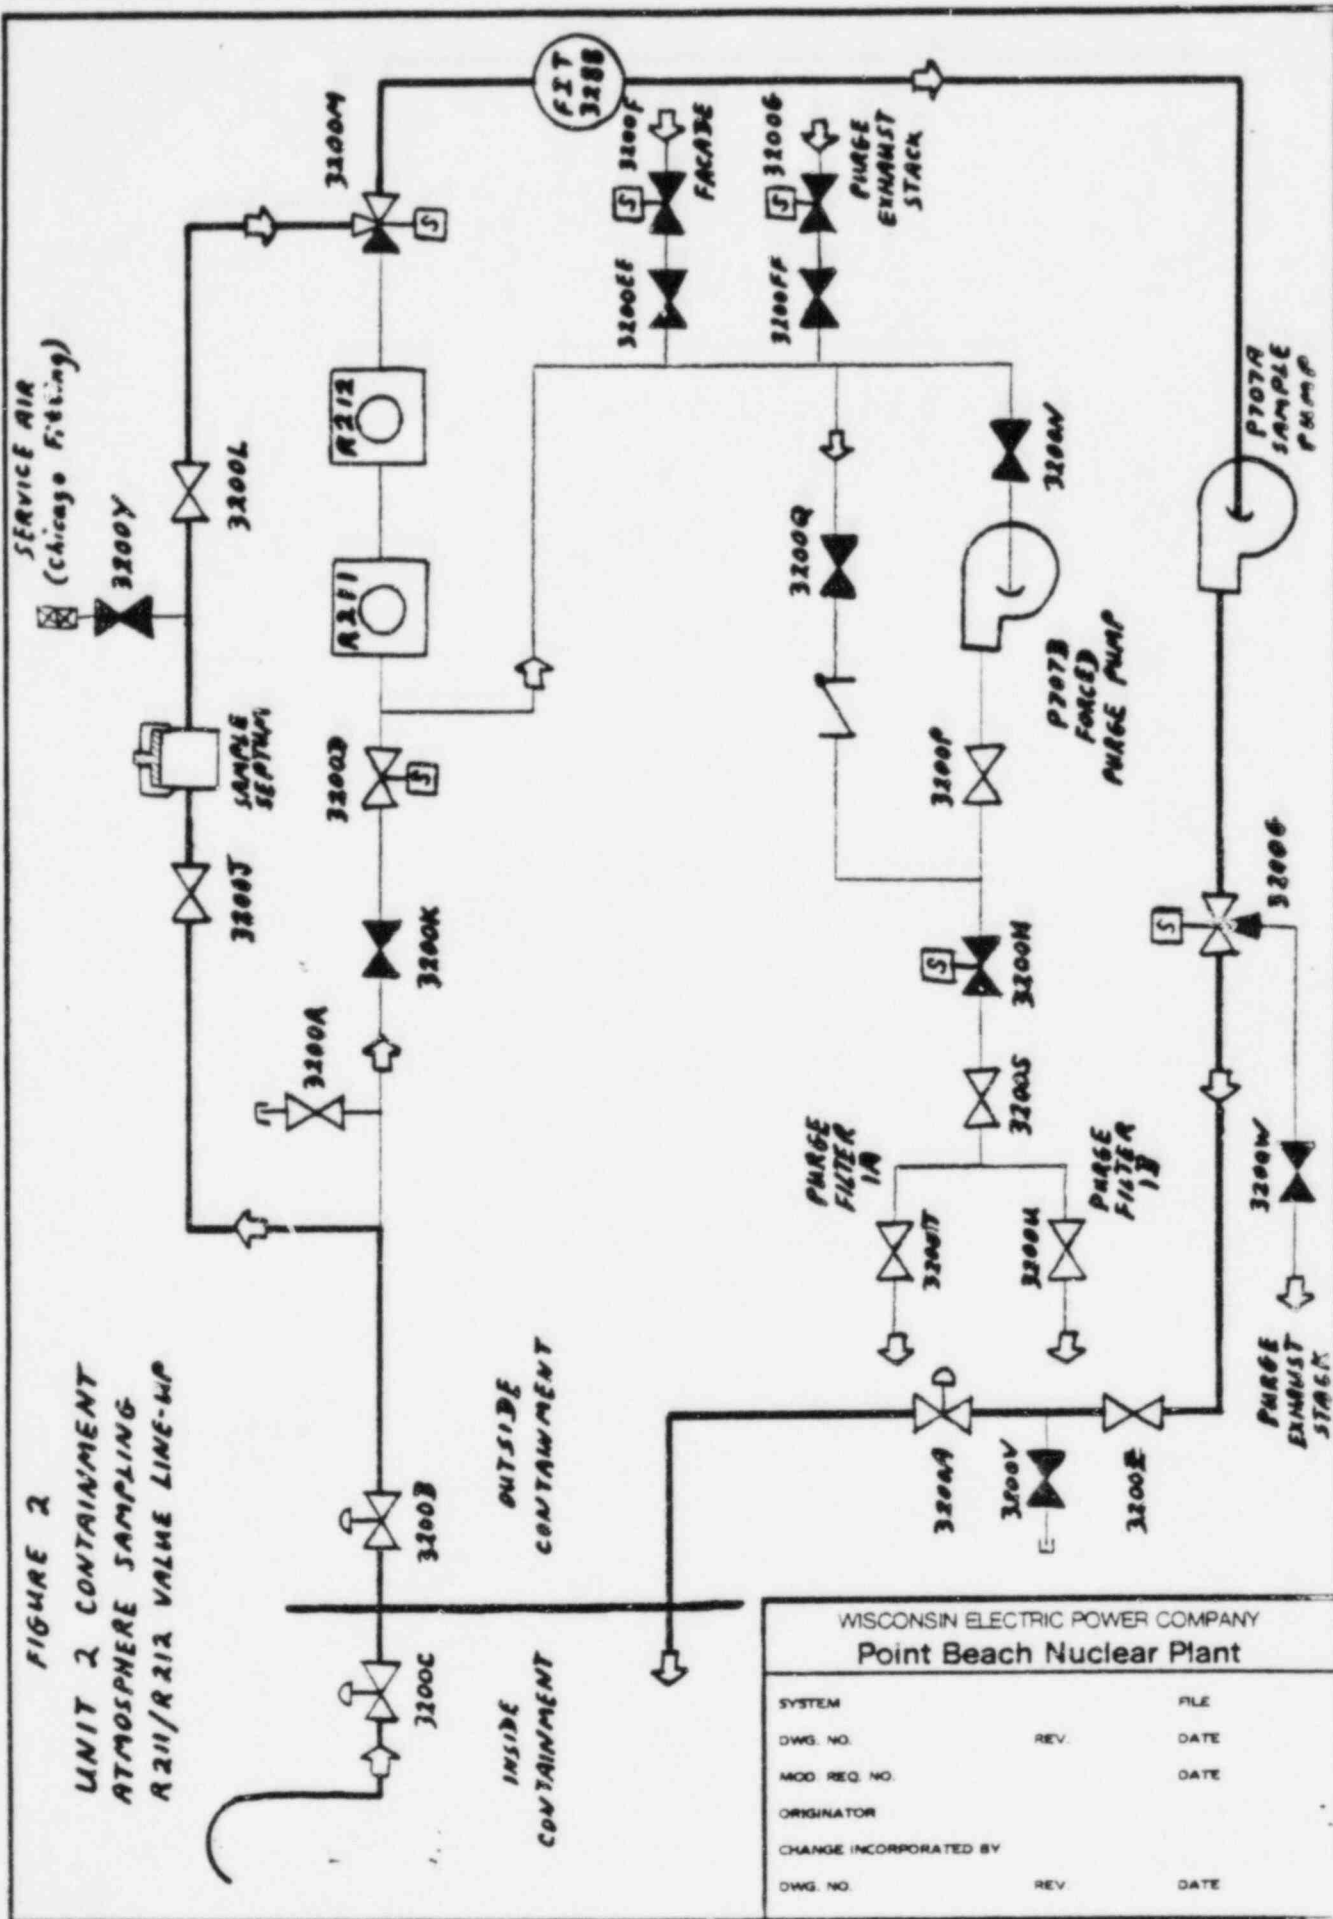 FIGURE 2
UNIT 2 CONTAINMENT
ATMOSPHERE SAMPLING
R211/R212 VALUE LINE-UP
INSIDE
CONTAINMENT
OUTSIDE
CONTAINMENT
3200C
3200B
3200A
3200K
3200D
R211
R212
3200M
3200J
SAMPLE
SEPTUM
SERVICE AIR
(Chicago Fitting)
3200Y
3200L
FIT
3288
3200F
FACADE
3200G
PURGE
EXHAUST
STACK
3200EE
3200FF
3200Q
3200N
P707B
FORCED
PURGE PUMP
3200P
3200H
3200S
PURGE
FILTER
1A
PURGE
FILTER
1B
3200T
3200U
P707A
SAMPLE
PUMP
3200G
3200W
PURGE
EXHAUST
STACK
3200V
WISCONSIN ELECTRIC POWER COMPANY
Point Beach Nuclear Plant
SYSTEM FILE
DWG. NO. REV. DATE
MOD. REQ. NO. DATE
ORIGINATOR
CHANGE INCORPORATED BY
DWG. NO. REV. DATE